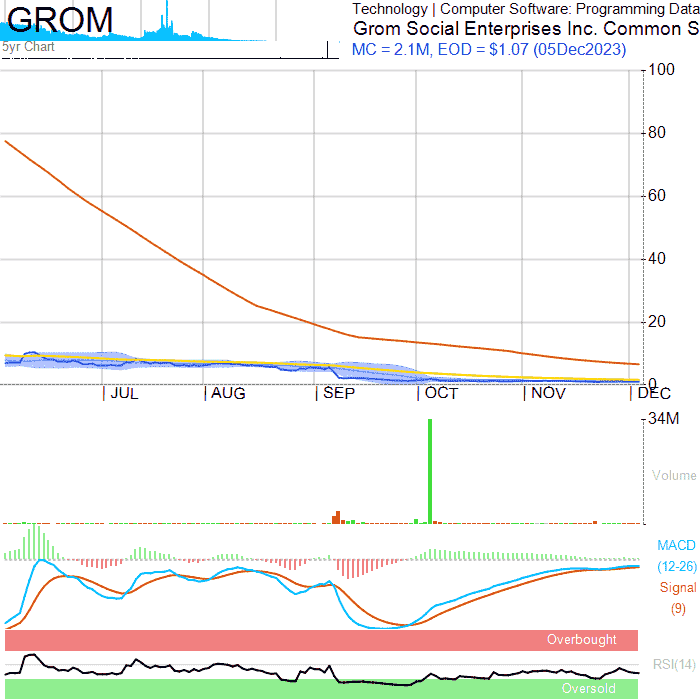 GROM
5yr Chart
Technology | Computer Software: Programming Data
Grom Social Enterprises Inc. Common S
MC = 2.1M, EOD = $1.07 (05Dec2023)
100
80
60
40
20
0
JUL
AUG
SEP
OCT
NOV
DEC
34M
Volume
MACD
(12-26)
Signal
(9)
Overbought
RSI(14)
Oversold